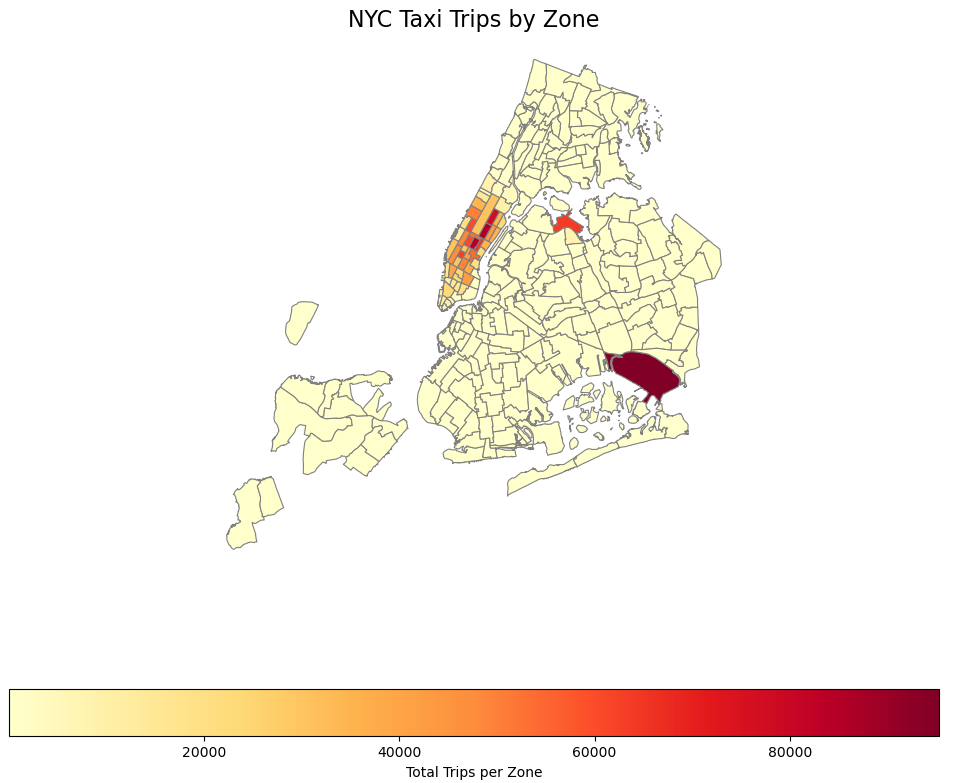 NYC Taxi Trips by Zone
20000 40000 60000 80000
Total Trips per Zone